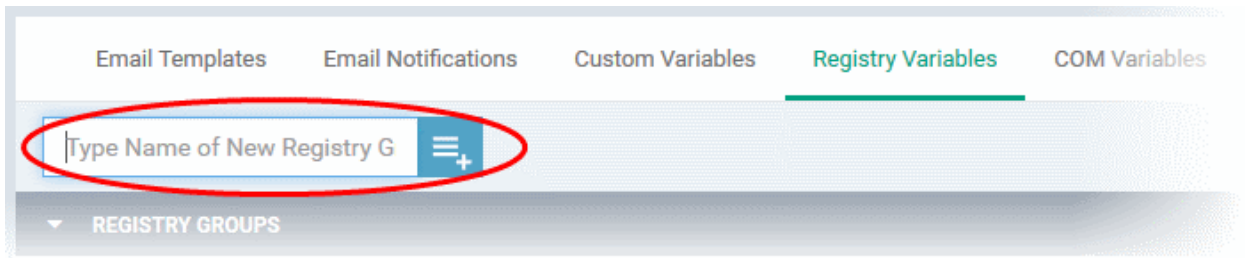 Email Templates Email Notifications Custom Variables Registry Variables COM Variables
Type Name of New Registry G
REGISTRY GROUPS